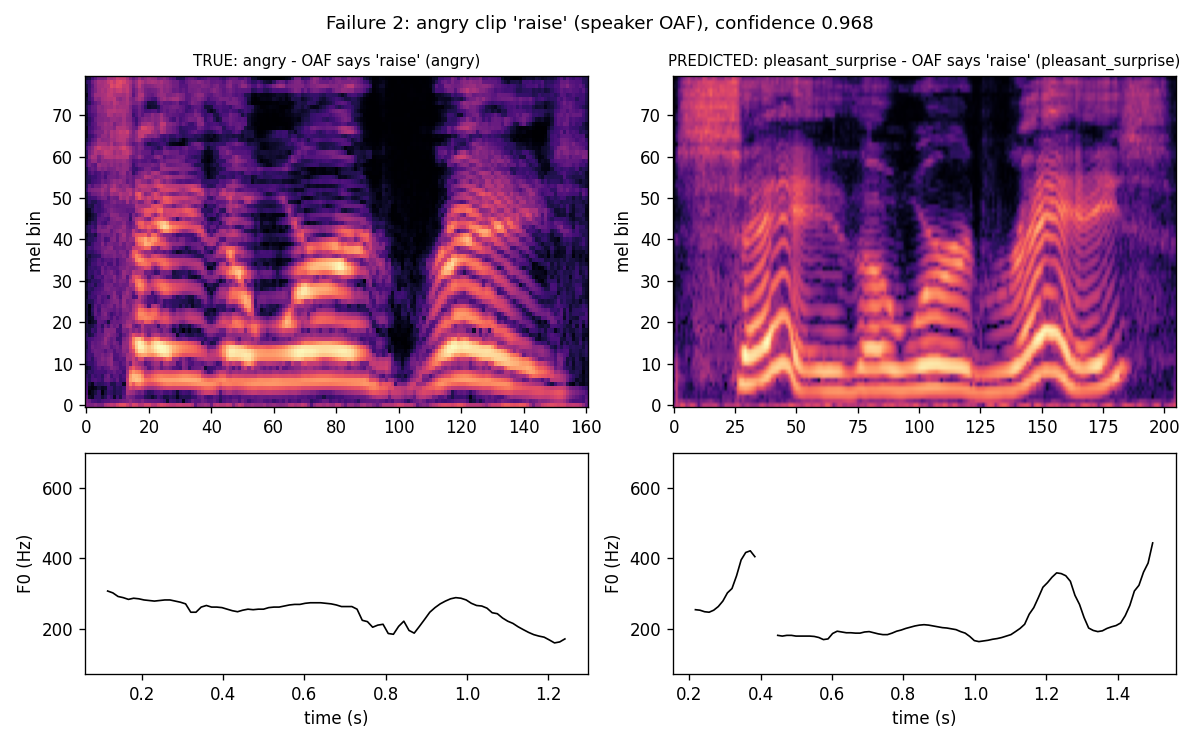 Failure 2: angry clip 'raise' (speaker OAF), confidence 0.968
TRUE: angry - OAF says 'raise' (angry)
PREDICTED: pleasant_surprise - OAF says 'raise' (pleasant_surprise)
mel bin
70
60
50
40
30
20
10
0
0 20 40 60 80 100 120 140 160
mel bin
70
60
50
40
30
20
10
0
0 25 50 75 100 125 150 175 200
F0 (Hz)
600
400
200
0.2 0.4 0.6 0.8 1.0 1.2
time (s)
F0 (Hz)
600
400
200
0.2 0.4 0.6 0.8 1.0 1.2 1.4
time (s)